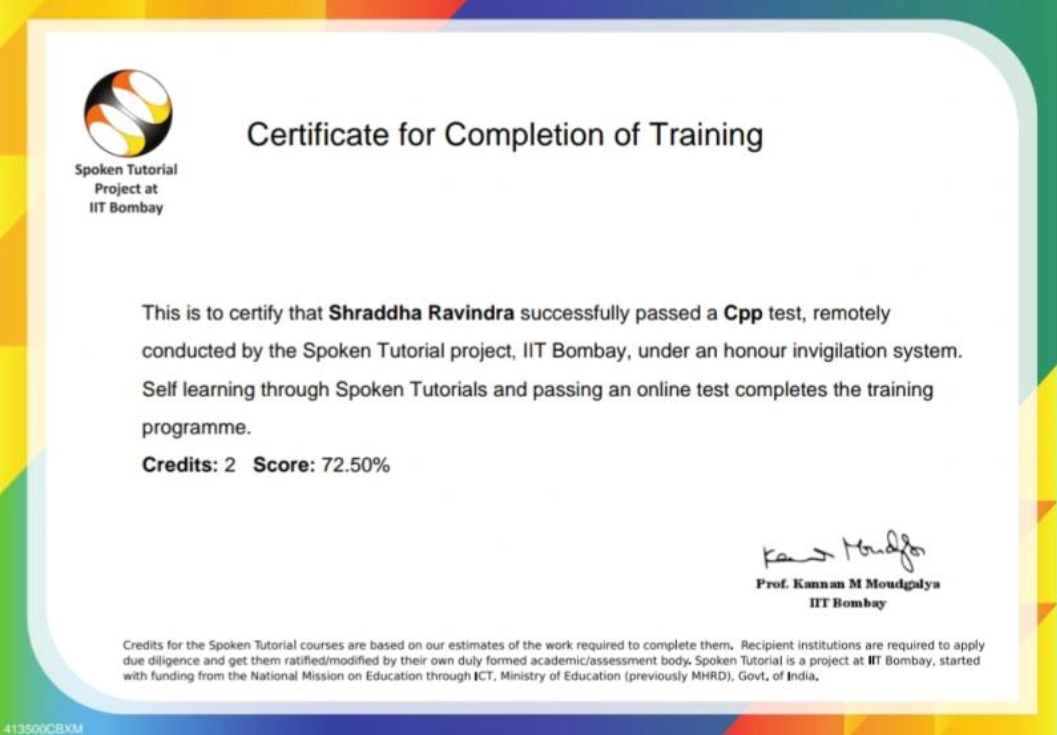 Spoken Tutorial
Project at
IIT Bombay
Certificate for Completion of Training
This is to certify that Shraddha Ravindra successfully passed a Cpp test, remotely
conducted by the Spoken Tutorial project, IIT Bombay, under an honour invigilation system.
Self learning through Spoken Tutorials and passing an online test completes the training
programme.
Credits: 2 Score: 72.50%
Prof. Kannan M Moudgalya
IIT Bombay
Credits for the Spoken Tutorial courses are based on our estimates of the work required to complete them. Recipient institutions are required to apply
due diligence and get them ratified/modified by their own duly formed academic/assessment body. Spoken Tutorial is a project at IIT Bombay, started
with funding from the National Mission on Education through ICT, Ministry of Education (previously MHRD), Govt. of India.
413500CBXM